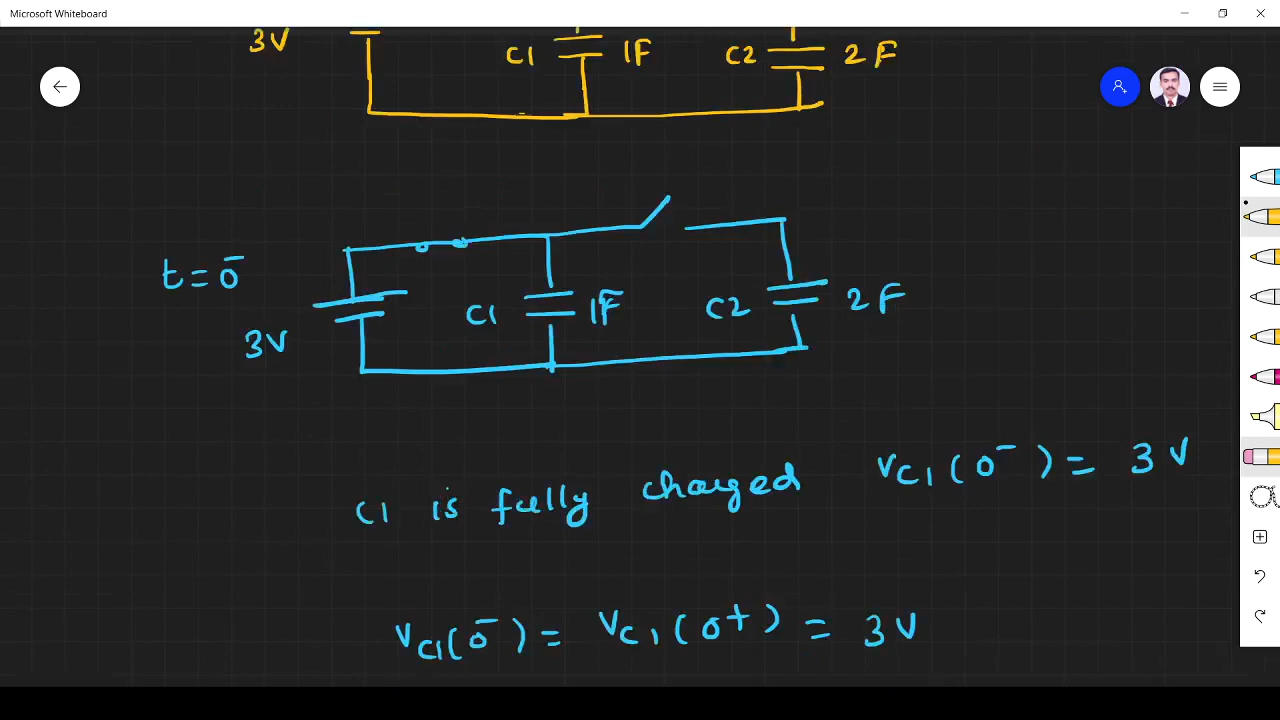 Microsoft Whiteboard
3V C1 1F C2 2F
t=0⁻
3V C1 1F C2 2F
C1 is fully charged VC1(0⁻) = 3V
VC1(0⁻) = VC1(0+) = 3V